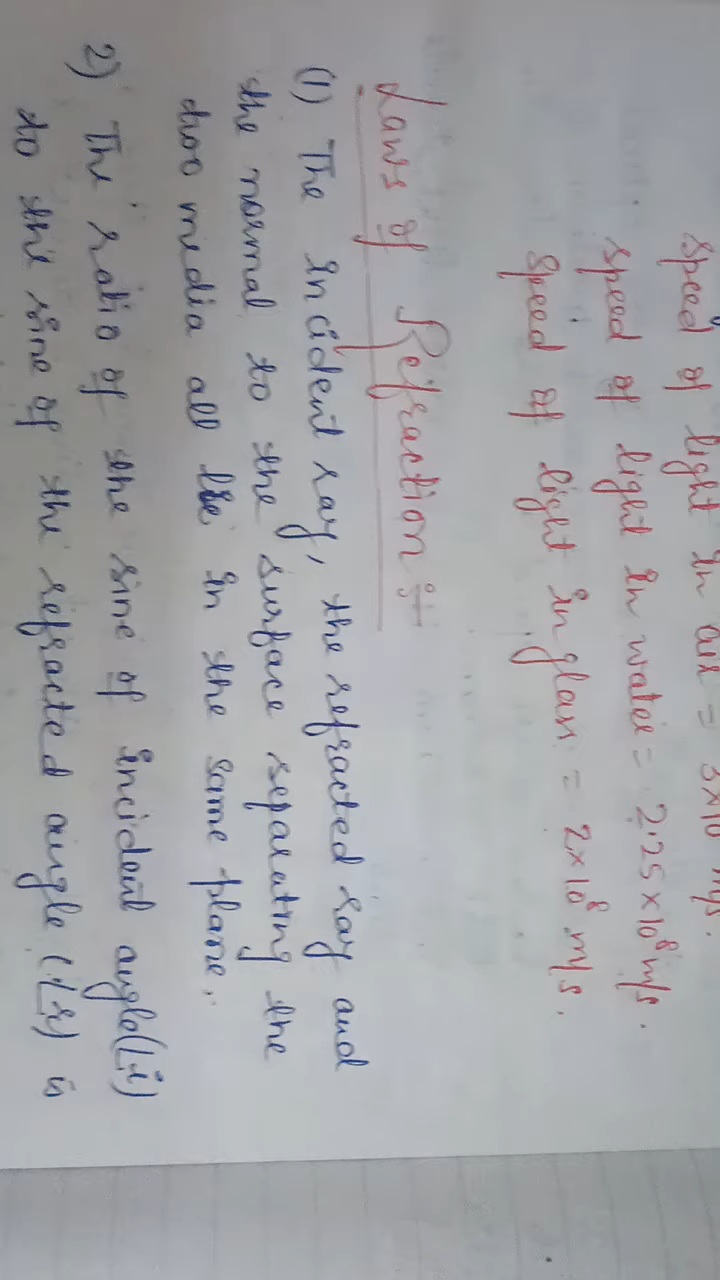 speed of light in air = 3×10 m/s.
speed of light in water = 2.25×10⁸ m/s.
speed of light in glass = 2×10⁸ m/s.
Laws of Refraction :-
(1) The incident ray, the refracted ray and
the normal to the surface separating the
two media all lie in the same plane.
2) The ratio of the sine of incident angle (∠i)
to the sine of the refracted angle (∠r) is